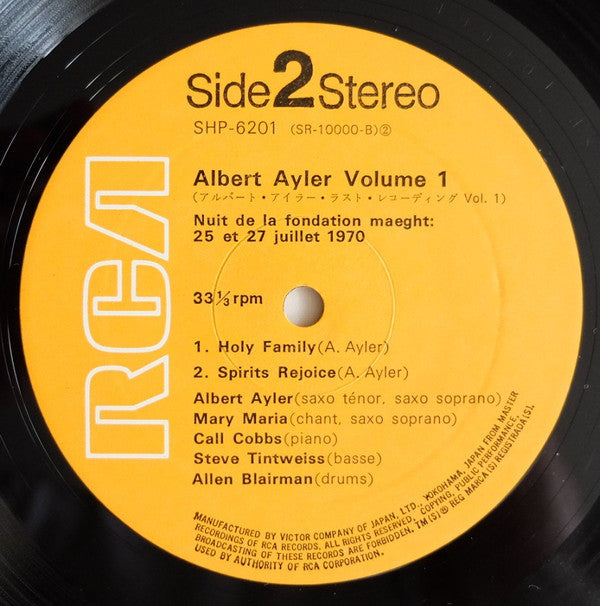 Side 2 Stereo
SHP-6201 (SR-10000-B)②
Albert Ayler Volume 1
(アルバート・アイラー・ラスト・レコーディング Vol. 1)
Nuit de la fondation maeght:
25 et 27 juillet 1970
RCA
33⅓ rpm
1. Holy Family (A. Ayler)
2. Spirits Rejoice (A. Ayler)
Albert Ayler (saxo ténor, saxo soprano)
Mary Maria (chant, saxo soprano)
Call Cobbs (piano)
Steve Tintweiss (basse)
Allen Blairman (drums)
MANUFACTURED BY VICTOR COMPANY OF JAPAN, LTD., YOKOHAMA, JAPAN FROM MASTER
RECORDINGS OF RCA RECORDS. ALL RIGHTS RESERVED, COPYING, PUBLIC PERFORMANCE,
BROADCASTING OF THESE RECORDS ARE FORBIDDEN. TM(S)® REG MARCA(S) REGISTRADA(S).
USED BY AUTHORITY OF RCA CORPORATION.